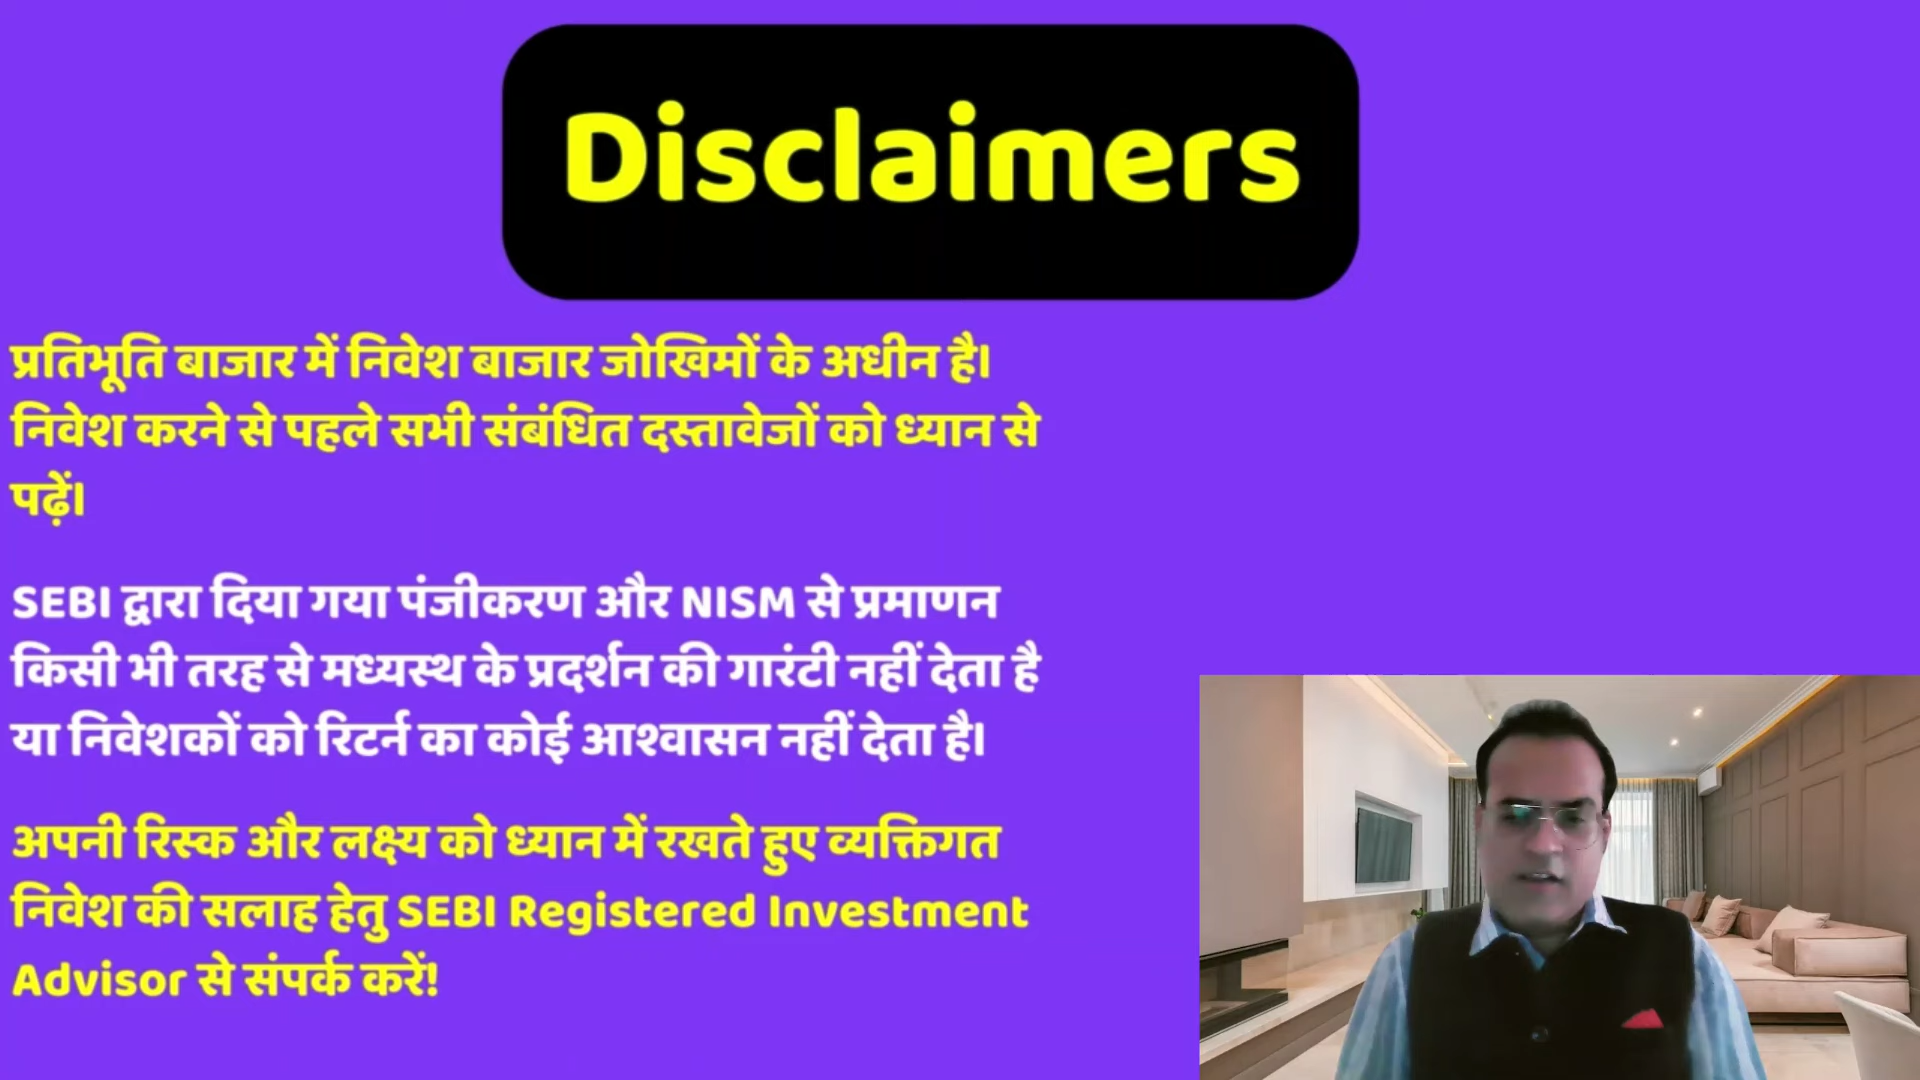 Disclaimers
प्रतिभूति बाजार में निवेश बाजार जोखिमों के अधीन है।
निवेश करने से पहले सभी संबंधित दस्तावेजों को ध्यान से
पढ़ें।
SEBI द्वारा दिया गया पंजीकरण और NISM से प्रमाणन
किसी भी तरह से मध्यस्थ के प्रदर्शन की गारंटी नहीं देता है
या निवेशकों को रिटर्न का कोई आश्वासन नहीं देता है।
अपनी रिस्क और लक्ष्य को ध्यान में रखते हुए व्यक्तिगत
निवेश की सलाह हेतु SEBI Registered Investment
Advisor से संपर्क करें!